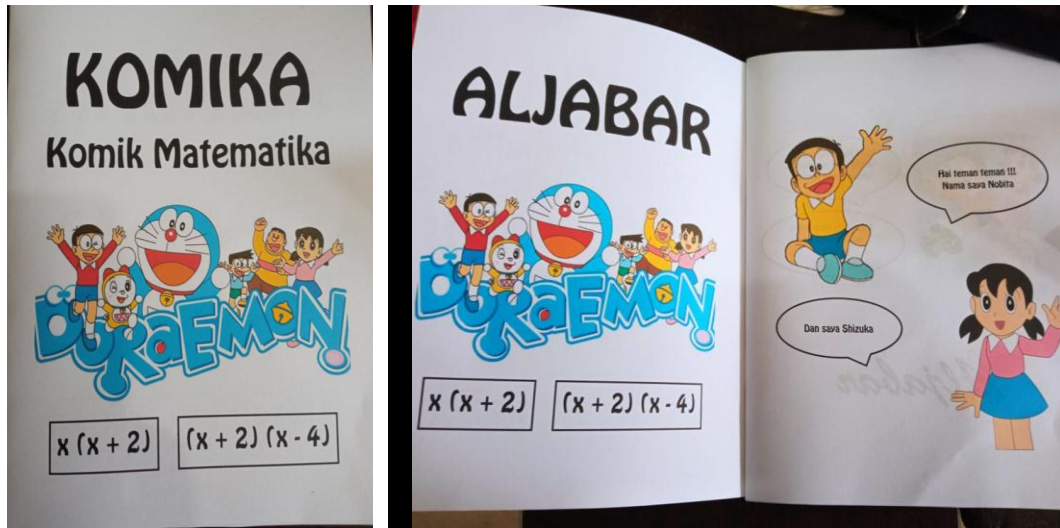 KOMIKA
Komik Matematika
DORAEMON
x (x + 2)
(x + 2) (x - 4)
ALJABAR
DORAEMON
x (x + 2)
(x + 2) (x - 4)
Hai teman teman !!!
Nama saya Nobita
Dan saya Shizuka
Aljabar